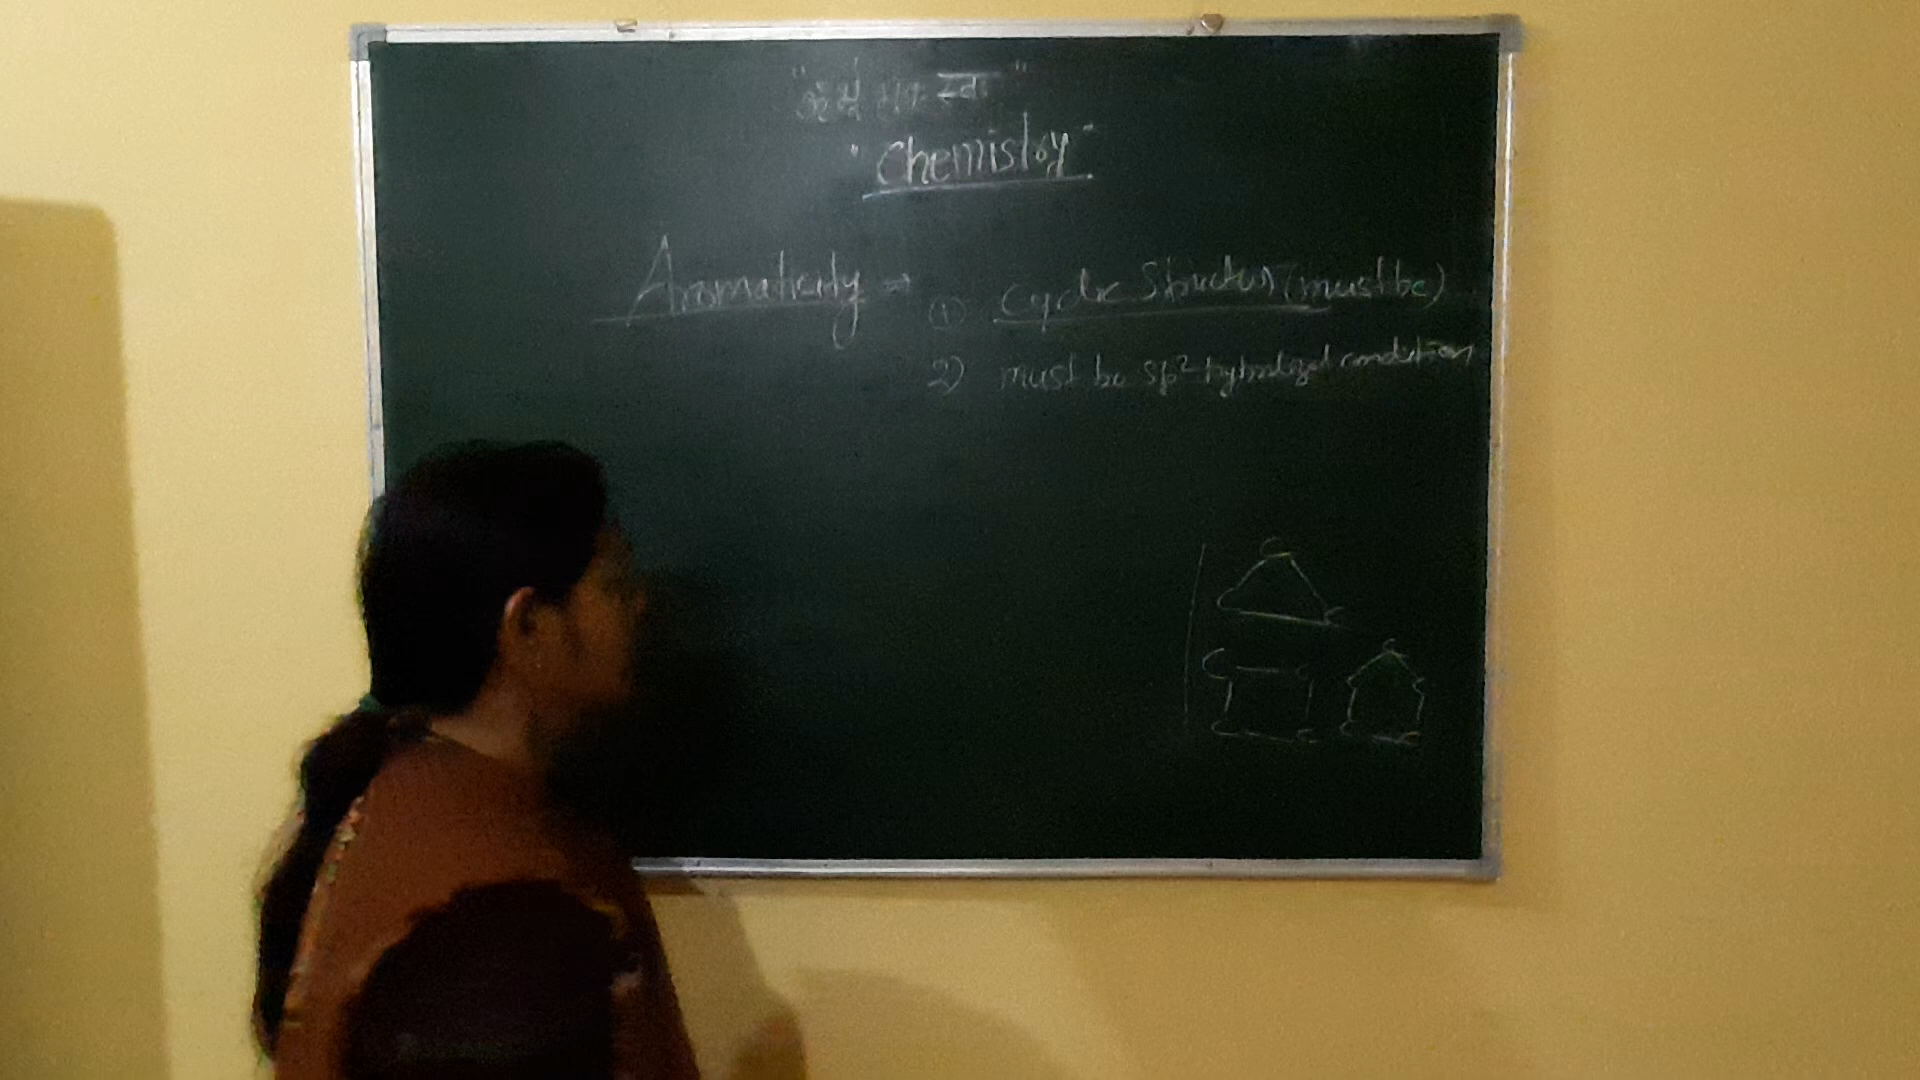 "Chemistry"
Aromaticity ⇒
① Cyclic Structure (must be)
2) must be sp² hybridized condition
C
C
C C
C C
C
C C
C C